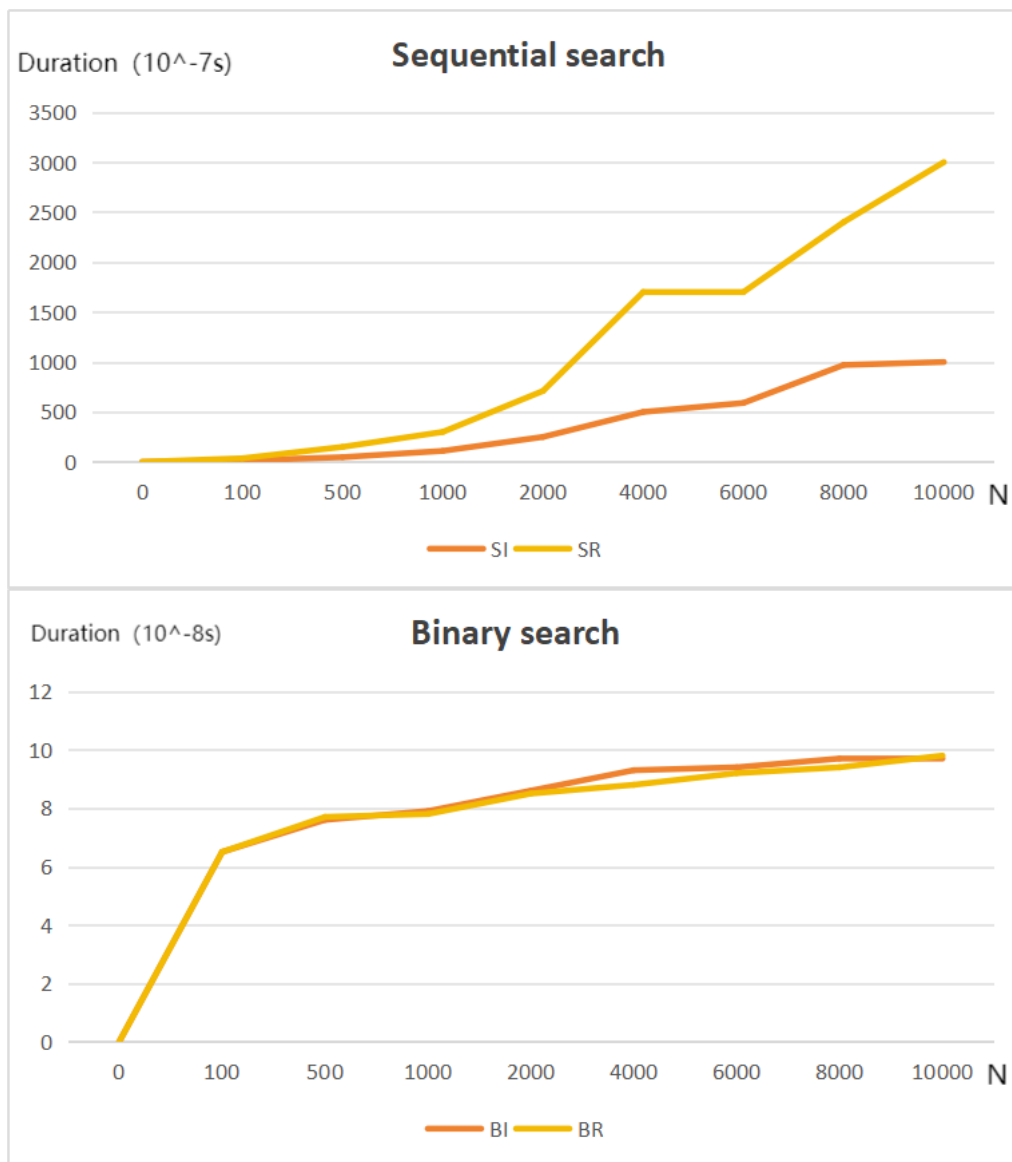 Sequential search
Duration (10^-7s)
3500
3000
2500
2000
1500
1000
500
0
0 100 500 1000 2000 4000 6000 8000 10000 N
SI SR
Duration (10^-8s)
Binary search
12
10
8
6
4
2
0
0 100 500 1000 2000 4000 6000 8000 10000 N
BI BR